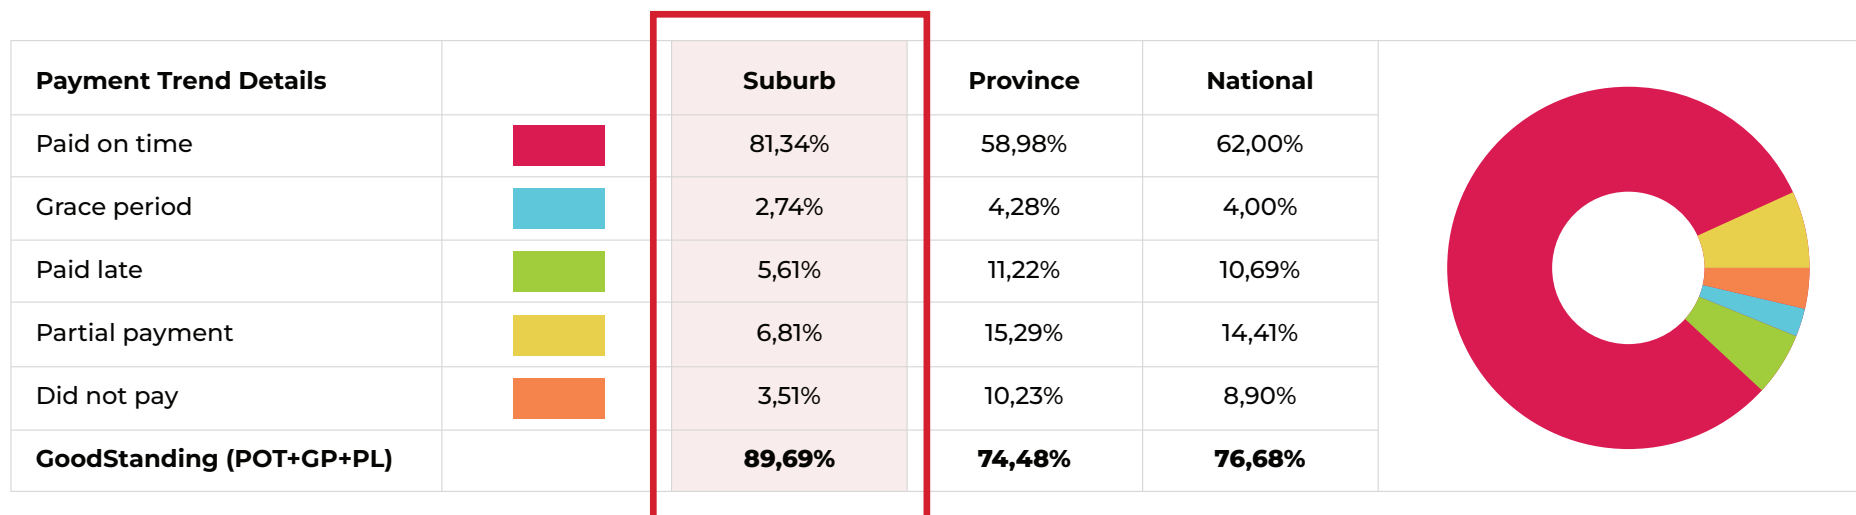 Payment Trend Details Suburb Province National
Paid on time 81,34% 58,98% 62,00%
Grace period 2,74% 4,28% 4,00%
Paid late 5,61% 11,22% 10,69%
Partial payment 6,81% 15,29% 14,41%
Did not pay 3,51% 10,23% 8,90%
GoodStanding (POT+GP+PL) 89,69% 74,48% 76,68%